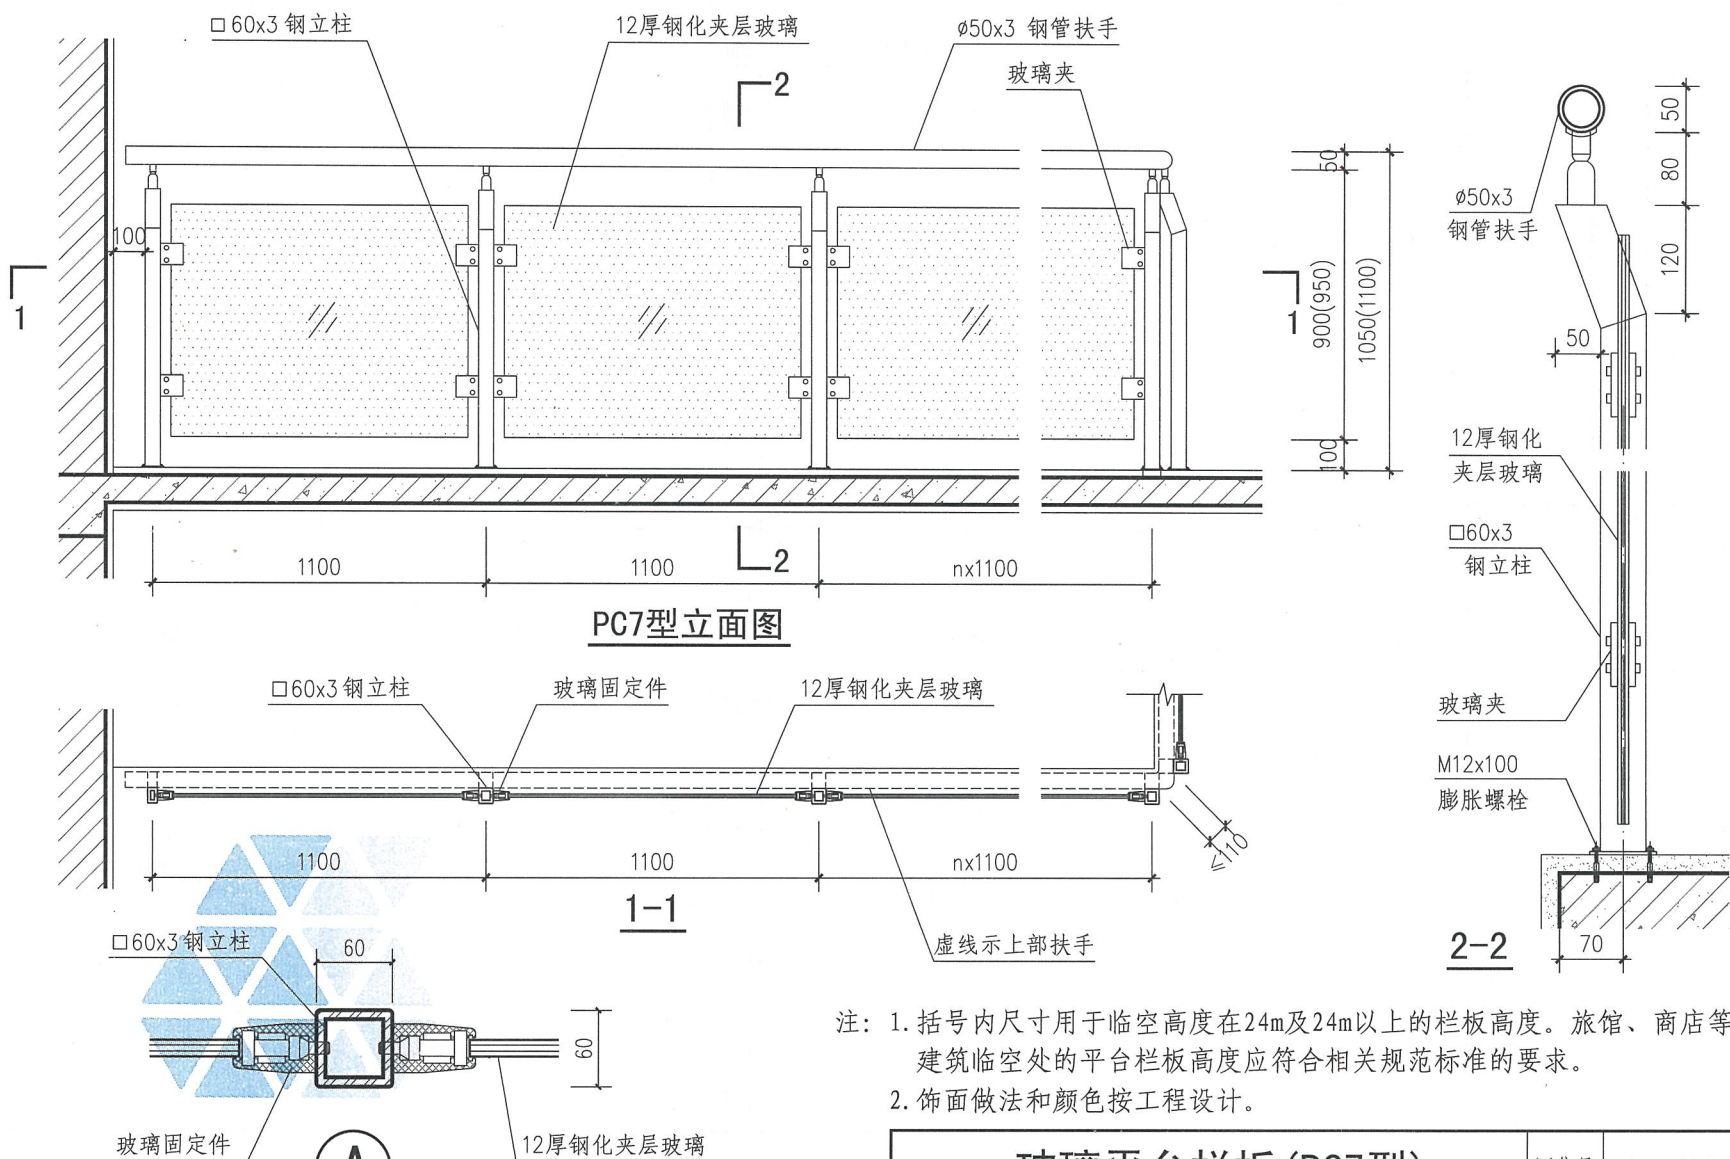 □60x3 钢立柱
12厚钢化夹层玻璃
ø50x3 钢管扶手
玻璃夹
2
100
1
1
50
900(950)
100
1050(1100)
1100
1100
2
nx1100
PC7型立面图
50
80
120
ø50x3
钢管扶手
50
12厚钢化
夹层玻璃
□60x3
钢立柱
玻璃夹
M12x100
膨胀螺栓
70
2-2
□60x3 钢立柱
玻璃固定件
12厚钢化夹层玻璃
1100
1100
nx1100
≤110
1-1
虚线示上部扶手
□60x3 钢立柱
60
60
玻璃固定件
A
12厚钢化夹层玻璃
注: 1.括号内尺寸用于临空高度在24m及24m以上的栏板高度。旅馆、商店等
建筑临空处的平台栏板高度应符合相关规范标准的要求。
2.饰面做法和颜色按工程设计。
玻璃平台栏板(PC7型)